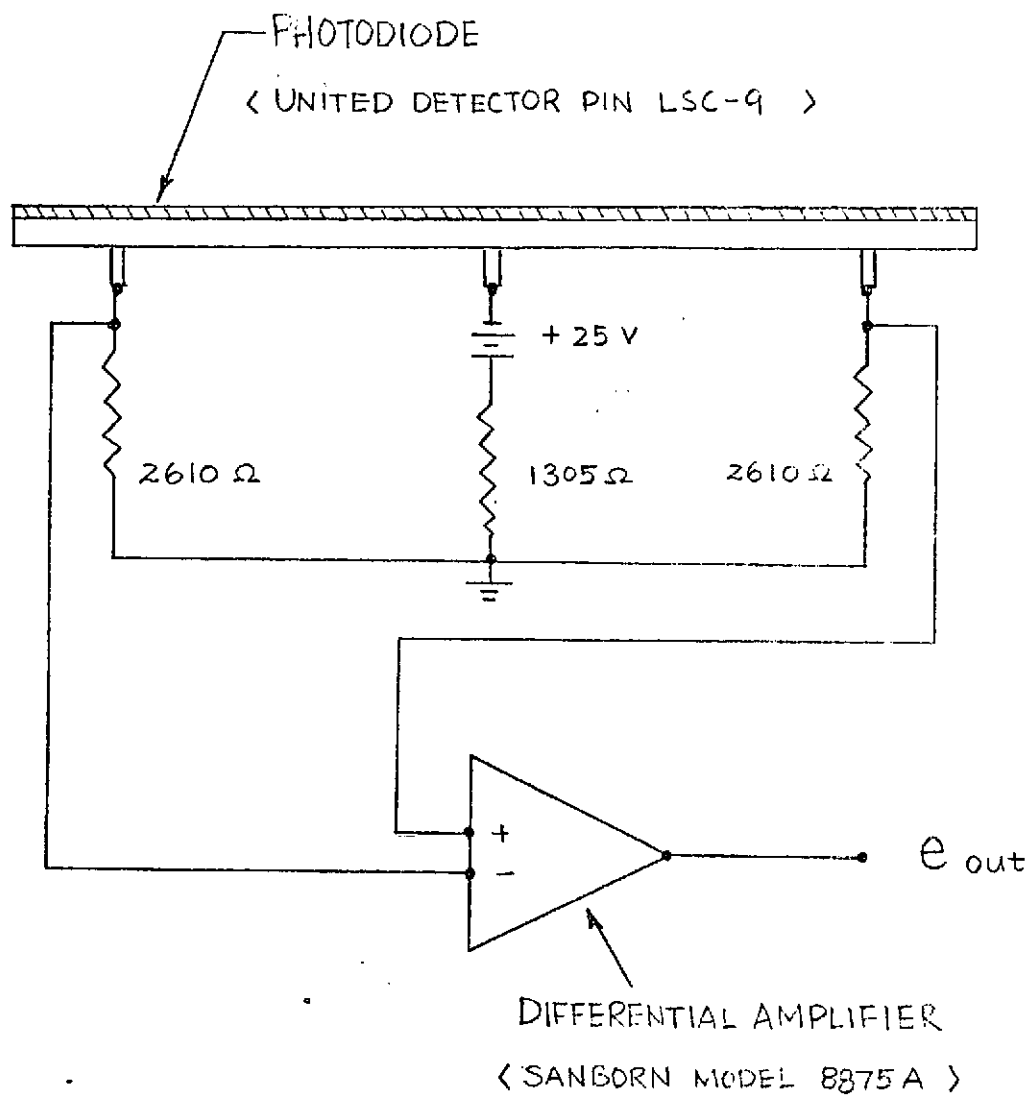 PHOTODIODE
< UNITED DETECTOR PIN LSC-9 >
+ 25 V
2610 Ω
1305 Ω
2610 Ω
+
-
e out
DIFFERENTIAL AMPLIFIER
< SANBORN MODEL 8875A >